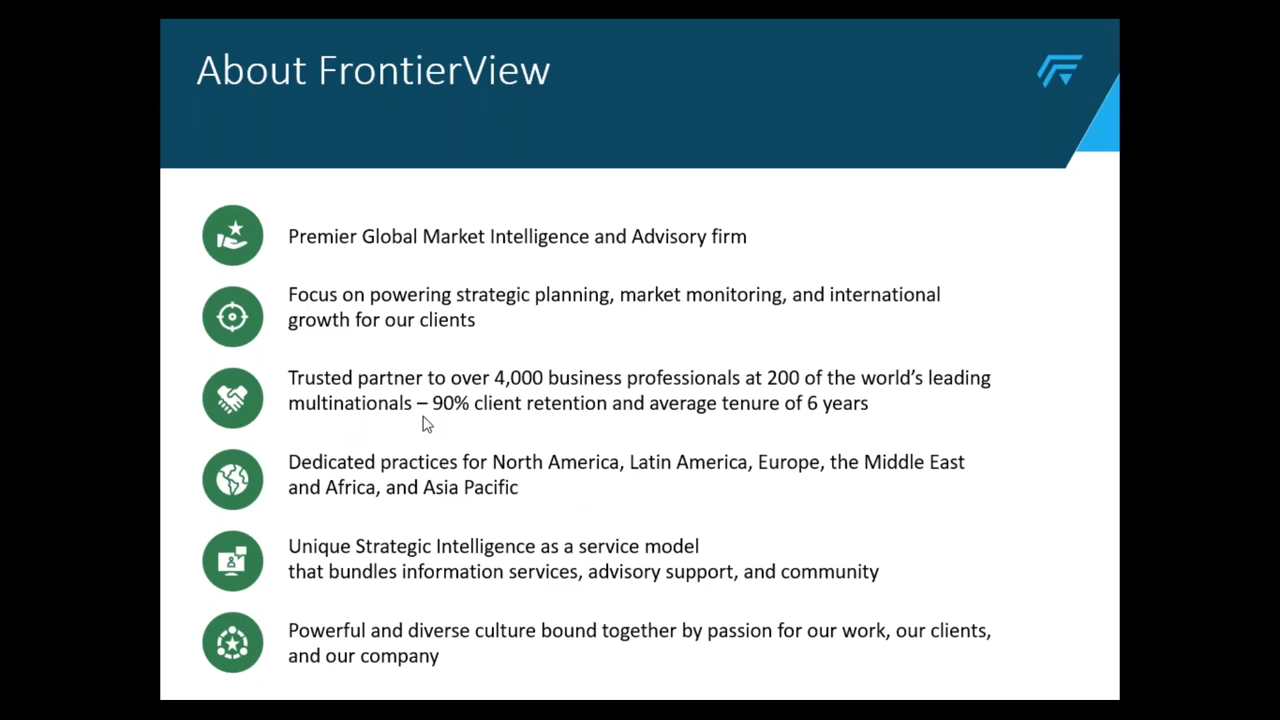 About FrontierView
Premier Global Market Intelligence and Advisory firm
Focus on powering strategic planning, market monitoring, and international
growth for our clients
Trusted partner to over 4,000 business professionals at 200 of the world’s leading
multinationals – 90% client retention and average tenure of 6 years
Dedicated practices for North America, Latin America, Europe, the Middle East
and Africa, and Asia Pacific
Unique Strategic Intelligence as a service model
that bundles information services, advisory support, and community
Powerful and diverse culture bound together by passion for our work, our clients,
and our company